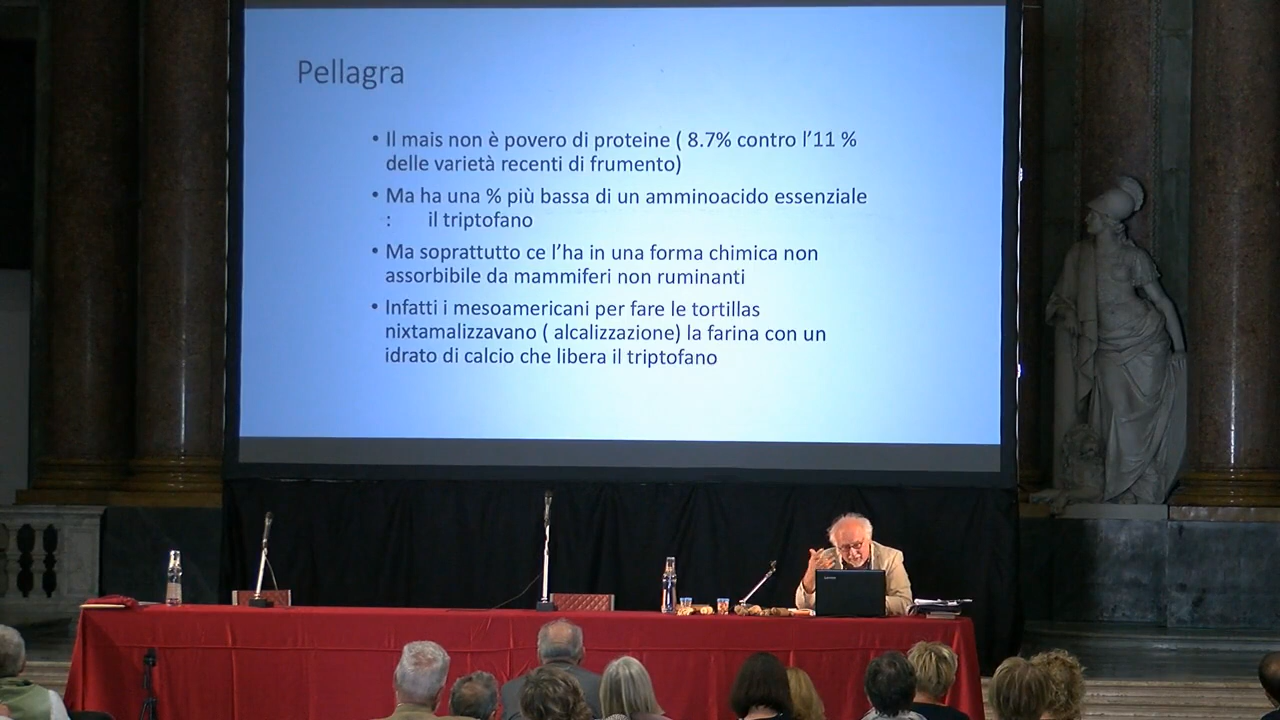 Pellagra
• Il mais non è povero di proteine ( 8.7% contro l'11 %
delle varietà recenti di frumento)
• Ma ha una % più bassa di un amminoacido essenziale
: il triptofano
• Ma soprattutto ce l'ha in una forma chimica non
assorbibile da mammiferi non ruminanti
• Infatti i mesoamericani per fare le tortillas
nixtamalizzavano ( alcalizzazione) la farina con un
idrato di calcio che libera il triptofano